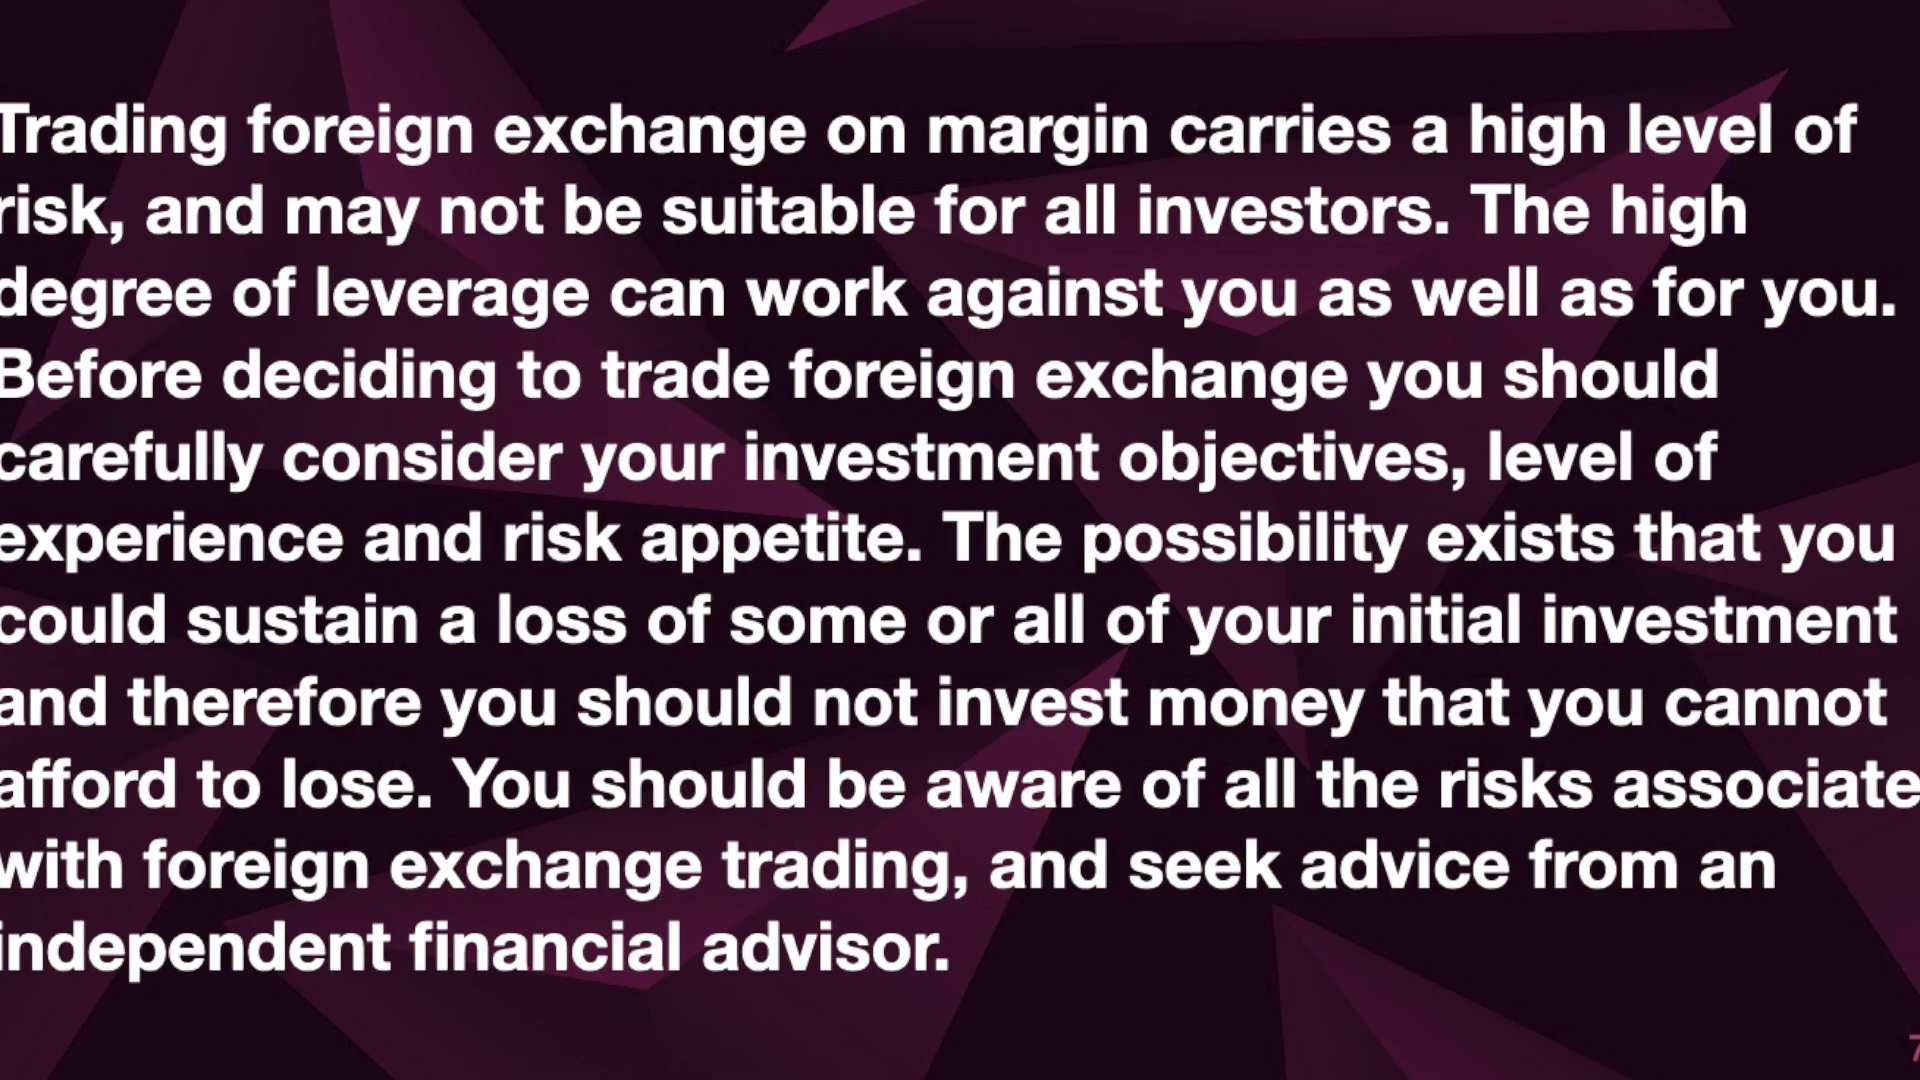 Trading foreign exchange on margin carries a high level of
risk, and may not be suitable for all investors. The high
degree of leverage can work against you as well as for you.
Before deciding to trade foreign exchange you should
carefully consider your investment objectives, level of
experience and risk appetite. The possibility exists that you
could sustain a loss of some or all of your initial investment
and therefore you should not invest money that you cannot
afford to lose. You should be aware of all the risks associate
with foreign exchange trading, and seek advice from an
independent financial advisor.